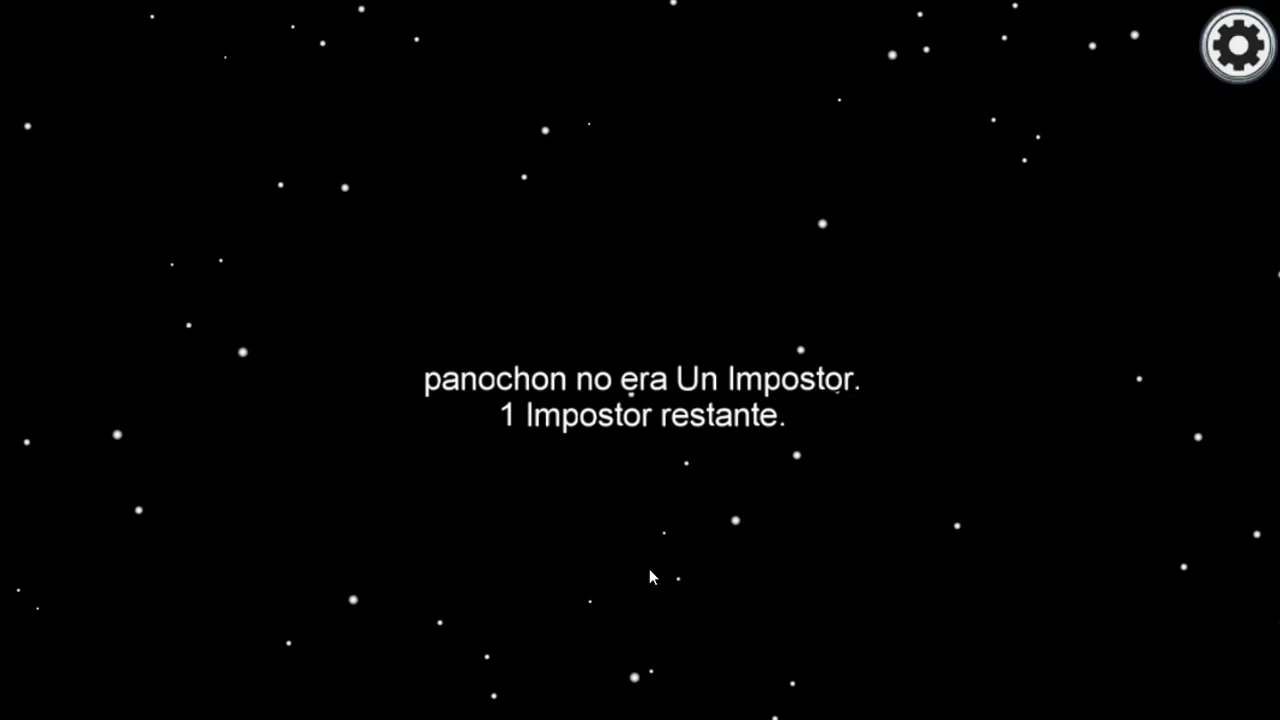 panochon no era Un Impostor.
1 Impostor restante.